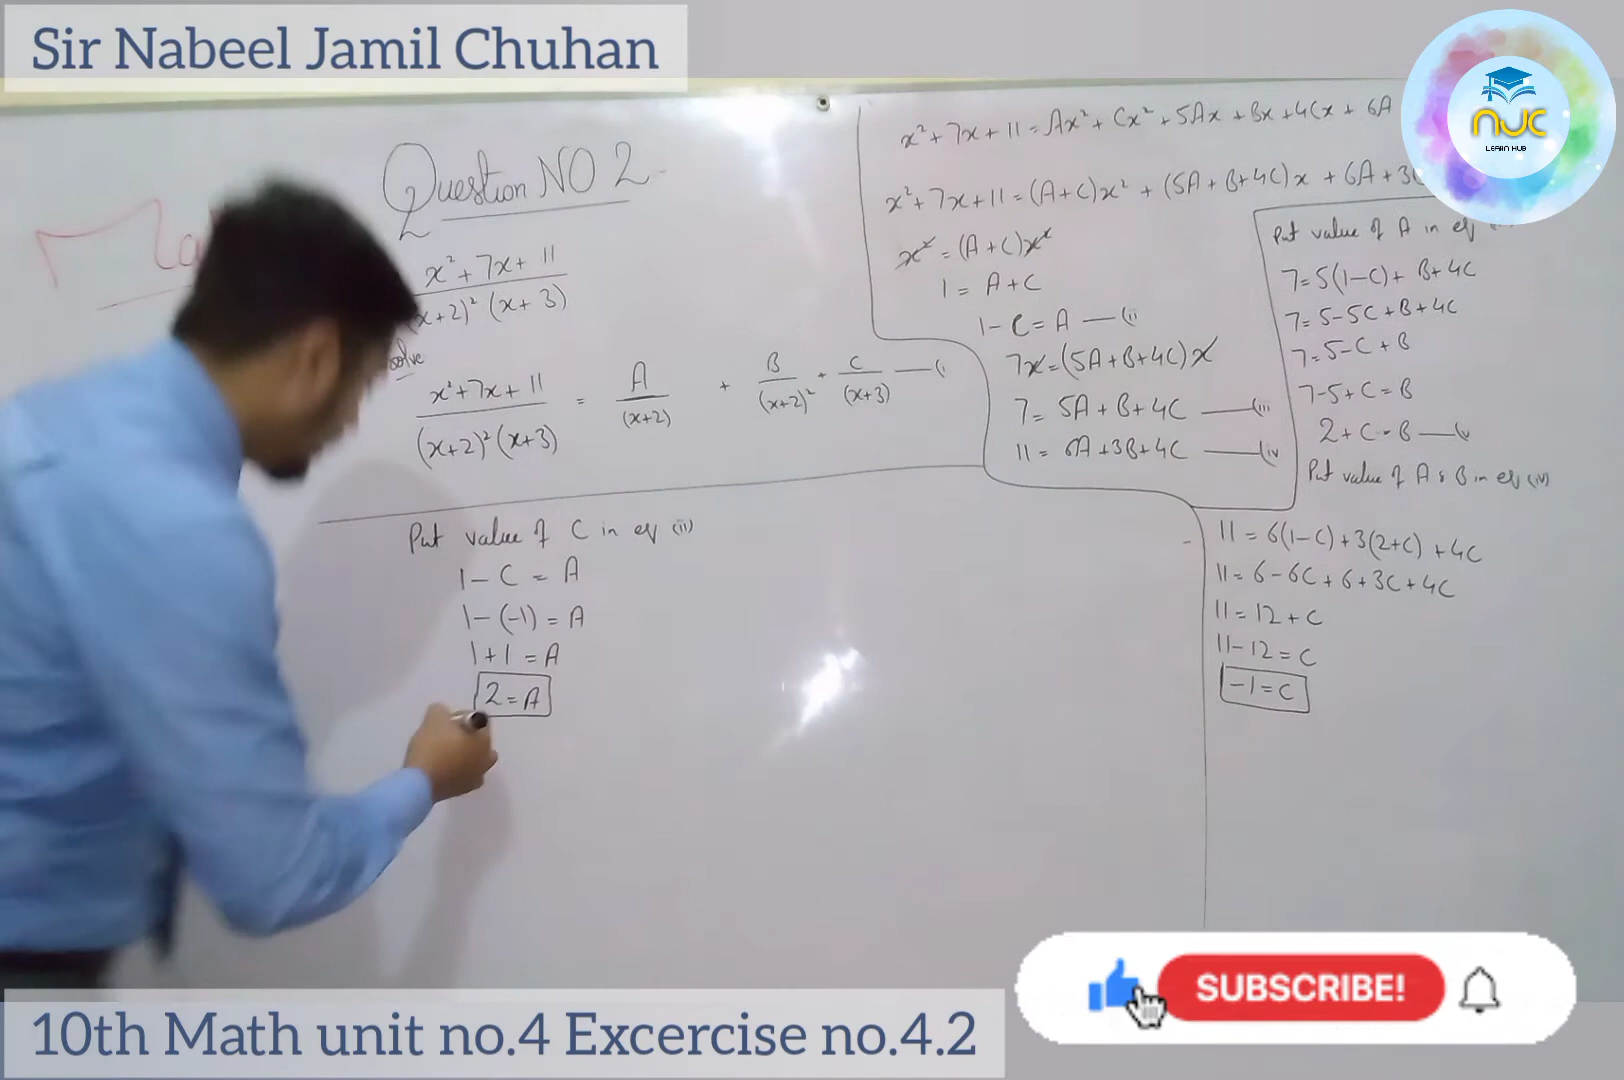 Sir Nabeel Jamil Chuhan
NJC
LEARN HUB
Question NO 2
x² + 7x + 11
x+2)² (x + 3)
solve
x² + 7x + 11 / (x+2)² (x+3) = A / (x+2) + B / (x+2)² + C / (x+3) — (i
x² + 7x + 11 = Ax² + Cx² + 5Ax + Bx + 4Cx + 6A
x² + 7x + 11 = (A+C)x² + (5A + B + 4C)x + 6A + 3
x² = (A + C)x²
1 = A + C
1 - C = A — (ii
7x = (5A + B + 4C)x
7 = 5A + B + 4C — (iii
11 = 6A + 3B + 4C — (iv
Put value of A in eq
7 = 5(1-C) + B + 4C
7 = 5 - 5C + B + 4C
7 = 5 - C + B
7 - 5 + C = B
2 + C = B — (v
Put value of A & B in eq (iv)
11 = 6(1-C) + 3(2+C) + 4C
11 = 6 - 6C + 6 + 3C + 4C
11 = 12 + C
11 - 12 = C
-1 = C
Put value of C in eq (ii)
1 - C = A
1 - (-1) = A
1 + 1 = A
2 = A
SUBSCRIBE!
10th Math unit no.4 Excercise no.4.2